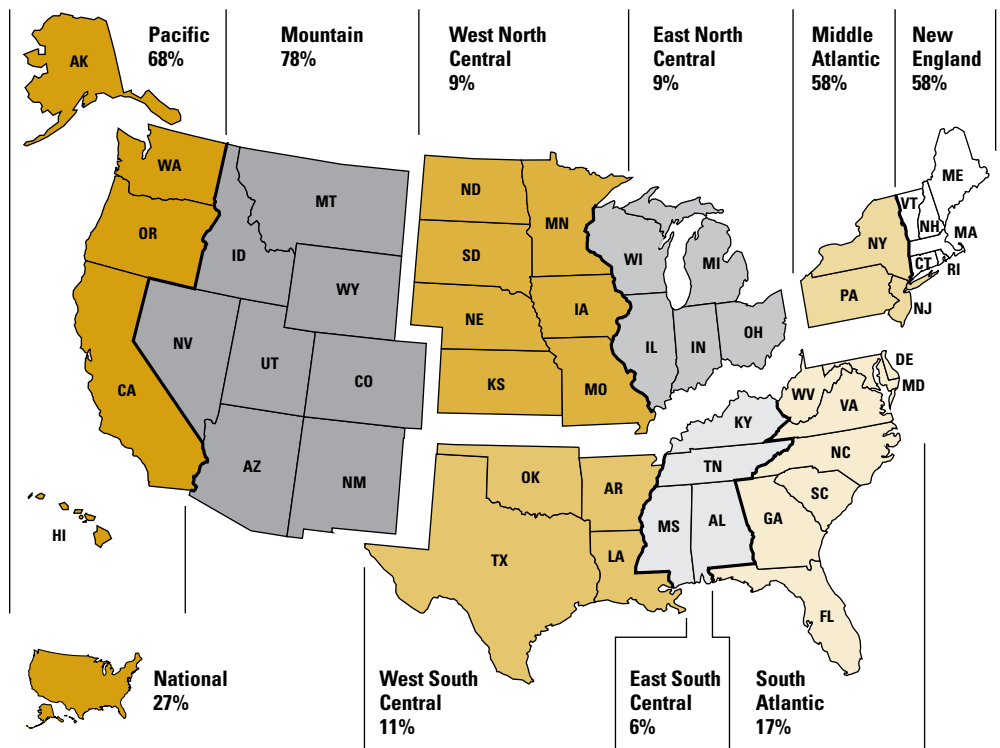 Pacific
68%
Mountain
78%
West North
Central
9%
East North
Central
9%
Middle
Atlantic
58%
New
England
58%
AK
WA
OR
CA
HI
MT
ID
WY
NV
UT
CO
AZ
NM
ND
MN
SD
NE
IA
KS
MO
WI
MI
IL
IN
OH
ME
VT
NH
MA
CT
RI
NY
PA
NJ
DE
MD
WV
VA
KY
NC
TN
SC
OK
AR
TX
LA
MS
AL
GA
FL
National
27%
West South
Central
11%
East South
Central
6%
South
Atlantic
17%